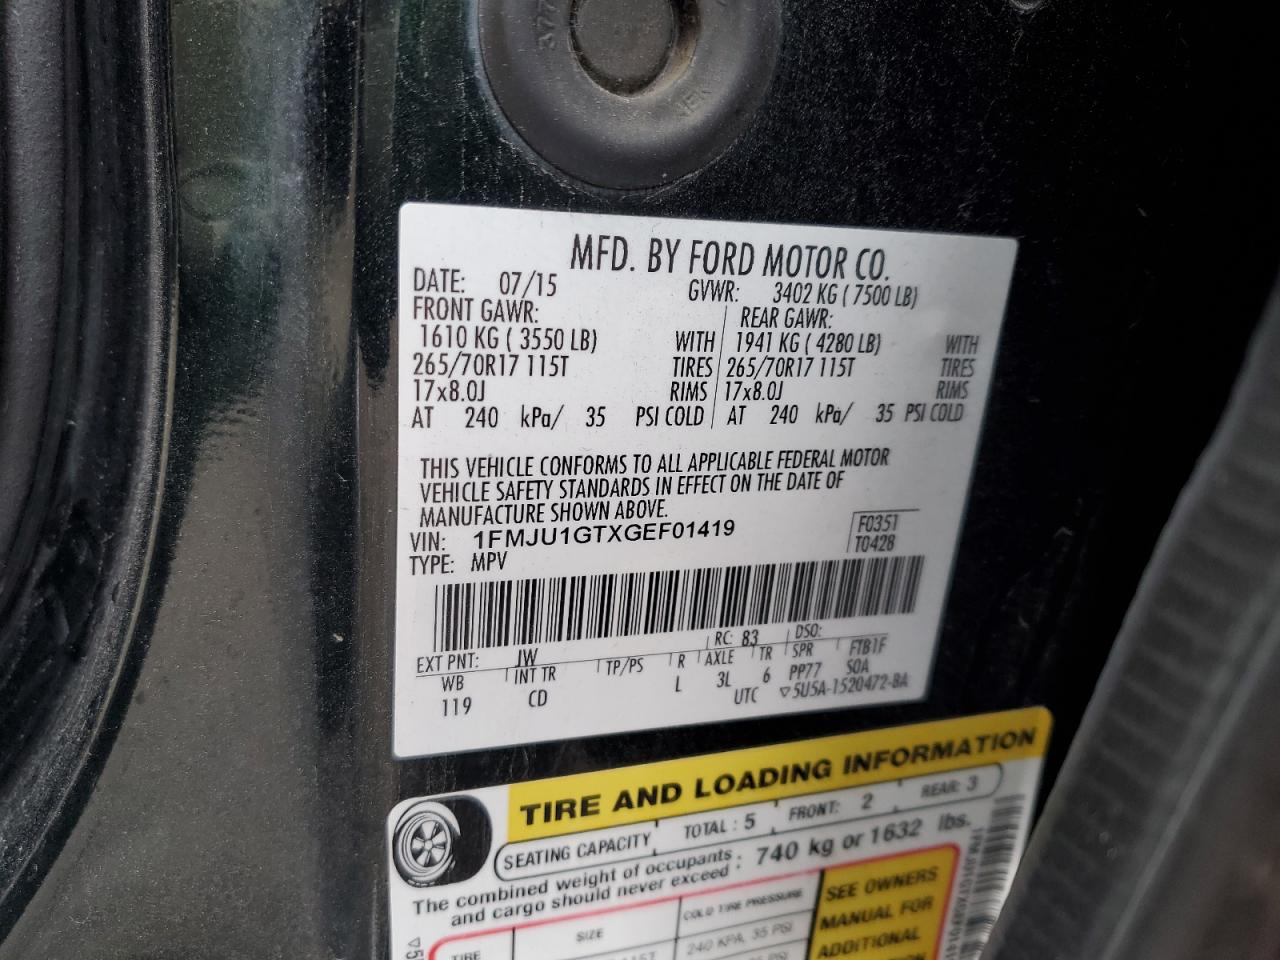 MFD. BY FORD MOTOR CO.
DATE: 07/15 GVWR: 3402 KG ( 7500 LB)
FRONT GAWR: REAR GAWR:
1610 KG ( 3550 LB) WITH 1941 KG ( 4280 LB) WITH
265/70R17 115T TIRES 265/70R17 115T TIRES
17x8.0J RIMS 17x8.0J RIMS
AT 240 kPa/ 35 PSI COLD AT 240 kPa/ 35 PSI COLD
THIS VEHICLE CONFORMS TO ALL APPLICABLE FEDERAL MOTOR
VEHICLE SAFETY STANDARDS IN EFFECT ON THE DATE OF
MANUFACTURE SHOWN ABOVE.
VIN: 1FMJU1GTXGEF01419 F0351
TYPE: MPV T0428
EXT PNT: JW RC: 83 DSO: FTB1F
WB INT TR TP/PS R AXLE TR SPR SOA
119 CD L 3L 6 PP77
UTC ▽5U5A-1520472-BA
TIRE AND LOADING INFORMATION
SEATING CAPACITY TOTAL : 5 FRONT: 2 REAR: 3
The combined weight of occupants : 740 kg or 1632 lbs.
and cargo should never exceed
TIRE SIZE COLD TIRE PRESSURE SEE OWNERS
240 KPA, 35 PSI MANUAL FOR
ADDITIONAL